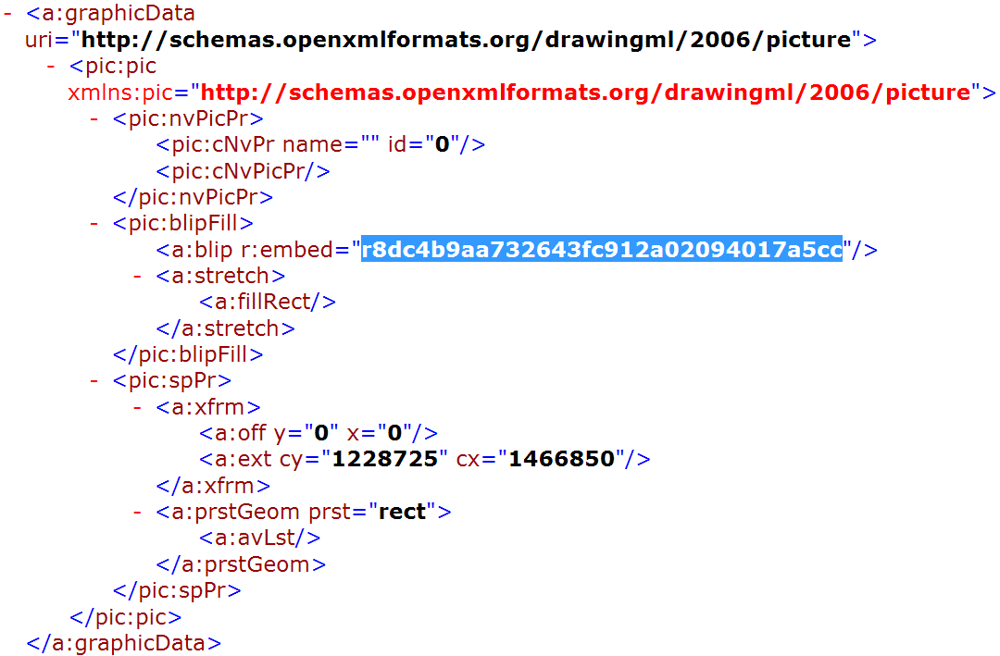 - <a:graphicData
uri="http://schemas.openxmlformats.org/drawingml/2006/picture">
- <pic:pic
xmlns:pic="http://schemas.openxmlformats.org/drawingml/2006/picture">
- <pic:nvPicPr>
<pic:cNvPr name="" id="0"/>
<pic:cNvPicPr/>
</pic:nvPicPr>
- <pic:blipFill>
<a:blip r:embed="r8dc4b9aa732643fc912a02094017a5cc"/>
- <a:stretch>
<a:fillRect/>
</a:stretch>
</pic:blipFill>
- <pic:spPr>
- <a:xfrm>
<a:off y="0" x="0"/>
<a:ext cy="1228725" cx="1466850"/>
</a:xfrm>
- <a:prstGeom prst="rect">
<a:avLst/>
</a:prstGeom>
</pic:spPr>
</pic:pic>
</a:graphicData>